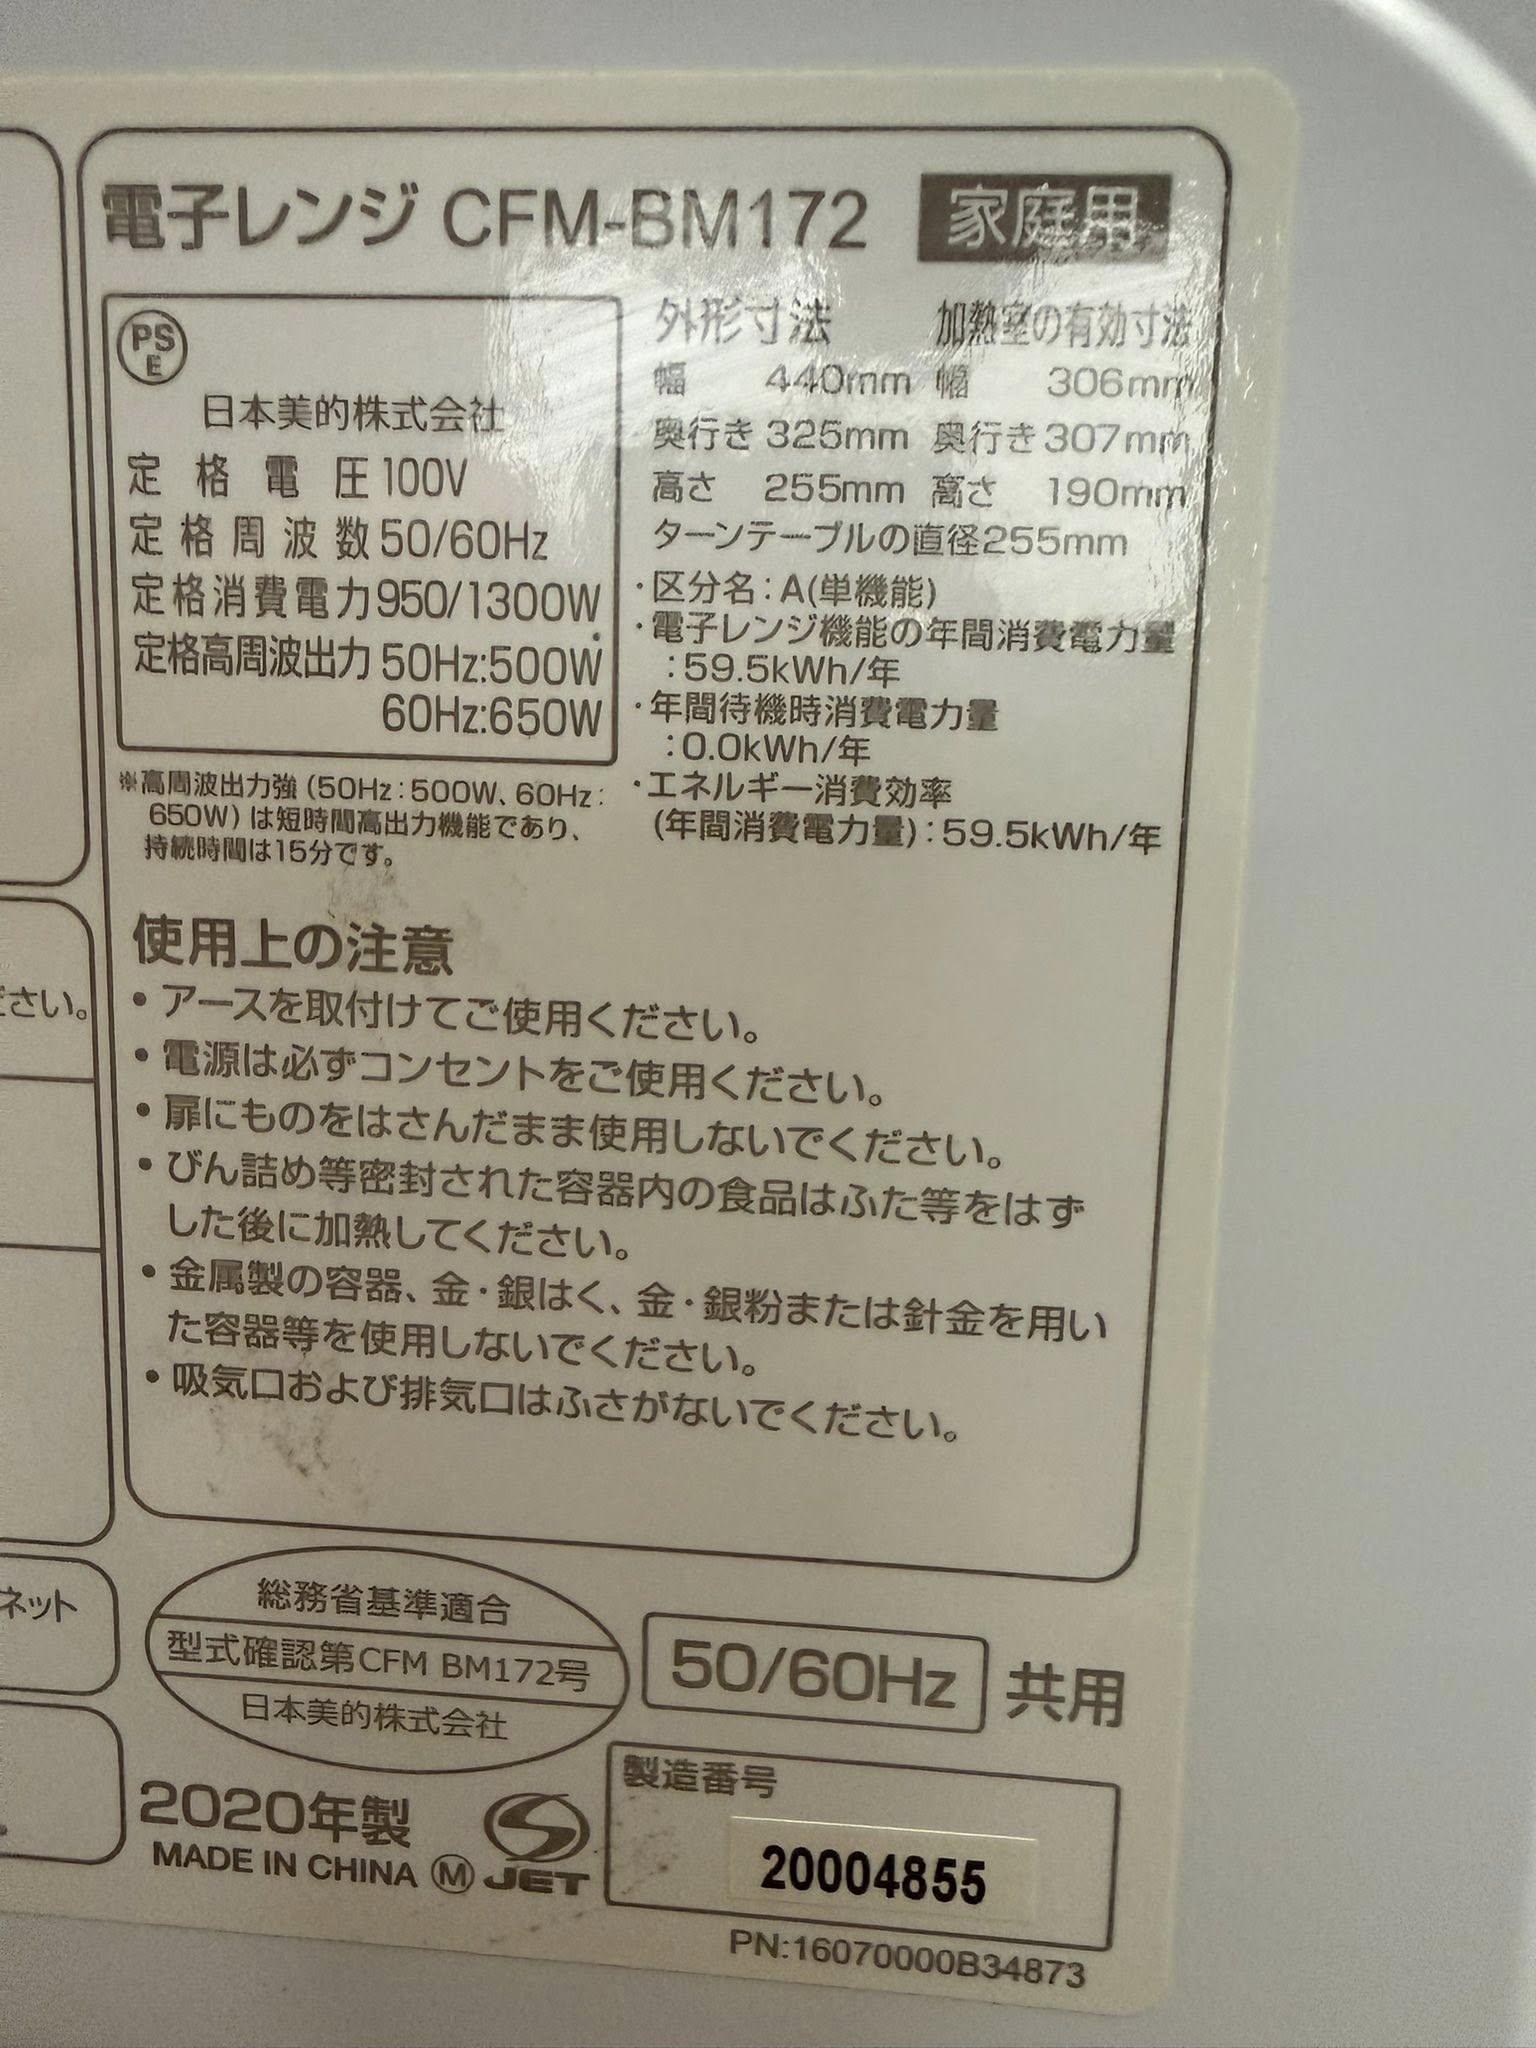 電子レンジ CFM-BM172 家庭用
PS
E
日本美的株式会社
定格電圧 100V
定格周波数 50/60Hz
定格消費電力 950/1300W
定格高周波出力 50Hz:500W
60Hz:650W
※高周波出力強 (50Hz:500W、60Hz:
650W) は短時間高出力機能であり、
持続時間は15分です。
外形寸法 加熱室の有効寸法
幅 440mm 幅 306mm
奥行き 325mm 奥行き 307mm
高さ 255mm 高さ 190mm
ターンテーブルの直径255mm
・区分名:A(単機能)
・電子レンジ機能の年間消費電力量
:59.5kWh/年
・年間待機時消費電力量
:0.0kWh/年
・エネルギー消費効率
(年間消費電力量):59.5kWh/年
使用上の注意
・アースを取付けてご使用ください。
・電源は必ずコンセントをご使用ください。
・扉にものをはさんだまま使用しないでください。
・びん詰め等密封された容器内の食品はふた等をはず
した後に加熱してください。
・金属製の容器、金・銀はく、金・銀粉または針金を用い
た容器等を使用しないでください。
・吸気口および排気口はふさがないでください。
ださい。
ネット
総務省基準適合
型式確認第CFM BM172号
日本美的株式会社
50/60Hz 共用
2020年製
MADE IN CHINA M JET
製造番号
20004855
PN:16070000B34873